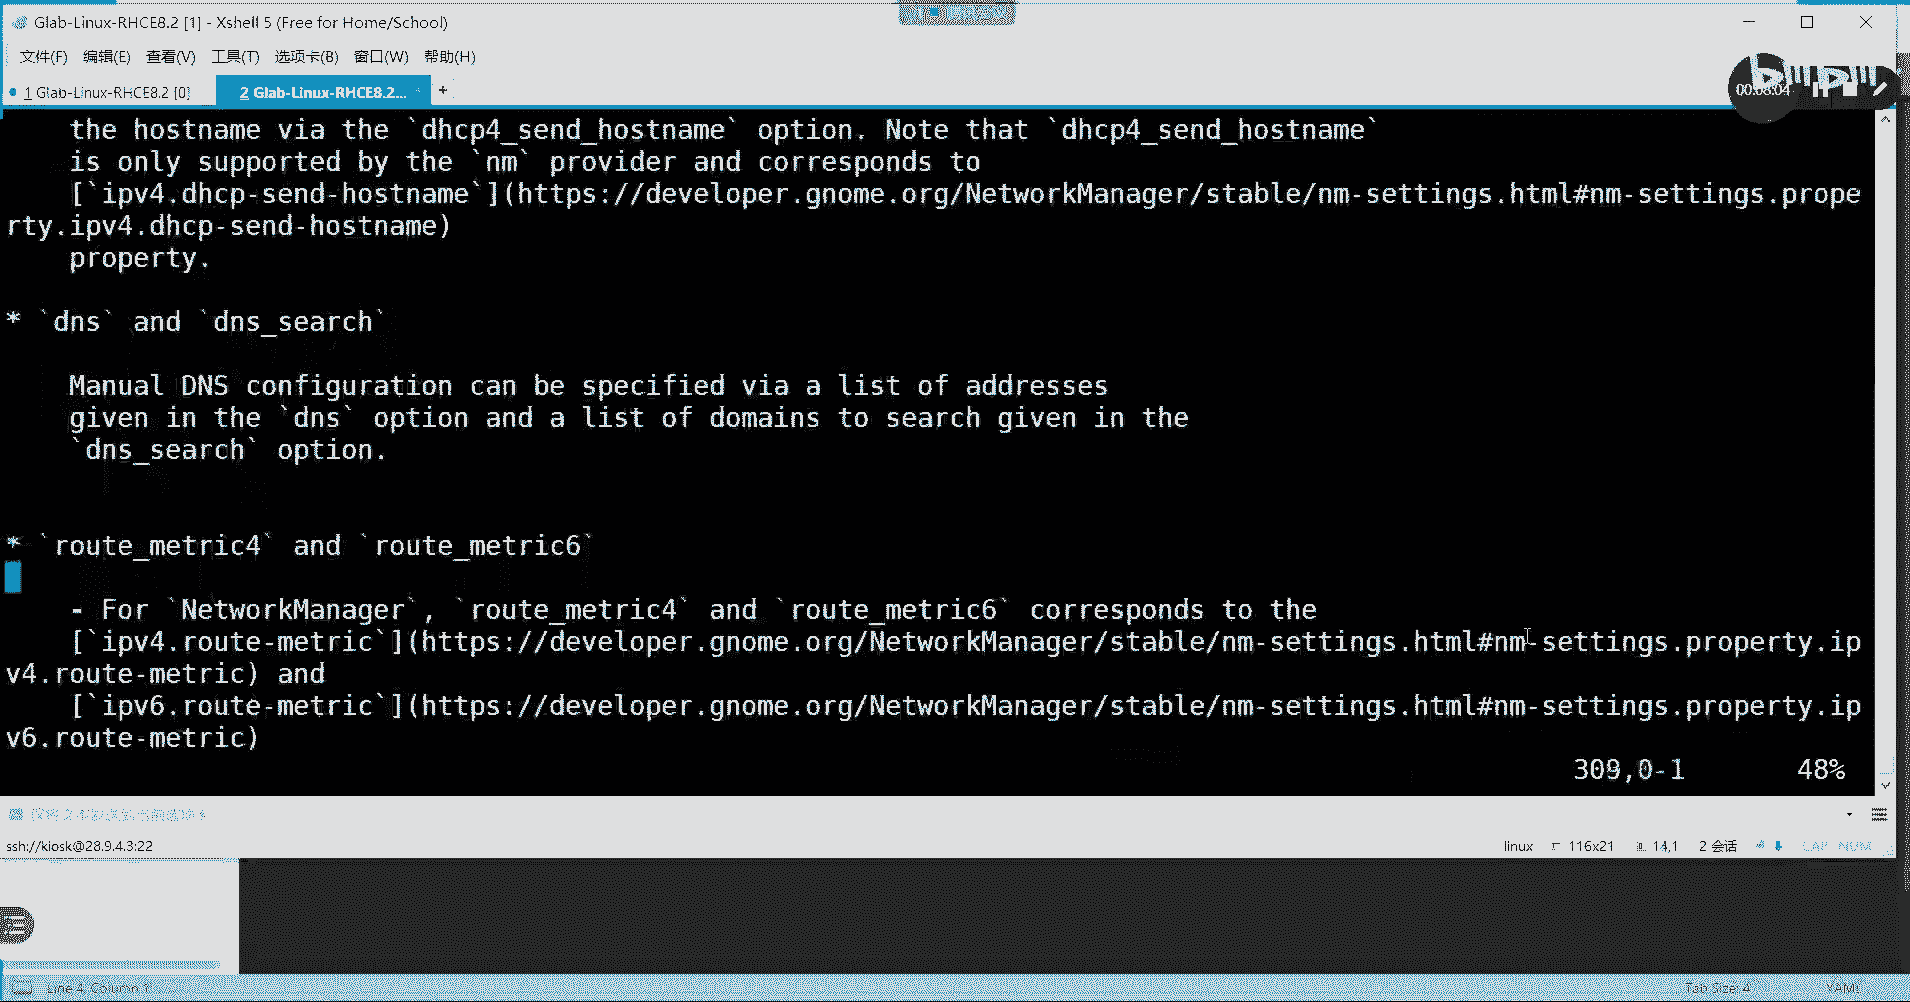 Glab-Linux-RHCE8.2 [1] - Xshell 5 (Free for Home/School)
文件(F) 编辑(E) 查看(V) 工具(T) 选项卡(B) 窗口(W) 帮助(H)
1 Glab-Linux-RHCE8.2 [0] 2 Glab-Linux-RHCE8.2... +
00:08:04
the hostname via the `dhcp4_send_hostname` option. Note that `dhcp4_send_hostname`
is only supported by the `nm` provider and corresponds to
[`ipv4.dhcp-send-hostname`](https://developer.gnome.org/NetworkManager/stable/nm-settings.html#nm-settings.prope
rty.ipv4.dhcp-send-hostname)
property.
* `dns` and `dns_search`
Manual DNS configuration can be specified via a list of addresses
given in the `dns` option and a list of domains to search given in the
`dns_search` option.
* `route_metric4` and `route_metric6`
- For `NetworkManager`, `route_metric4` and `route_metric6` corresponds to the
[`ipv4.route-metric`](https://developer.gnome.org/NetworkManager/stable/nm-settings.html#nm-settings.property.ip
v4.route-metric) and
[`ipv6.route-metric`](https://developer.gnome.org/NetworkManager/stable/nm-settings.html#nm-settings.property.ip
v6.route-metric)
309,0-1 48%
ssh://kiosk@28.9.4.3:22 linux 116x21 14,1 2 会话 CAP NUM
Line 4, Column 1 Tab Size: 4 YAML